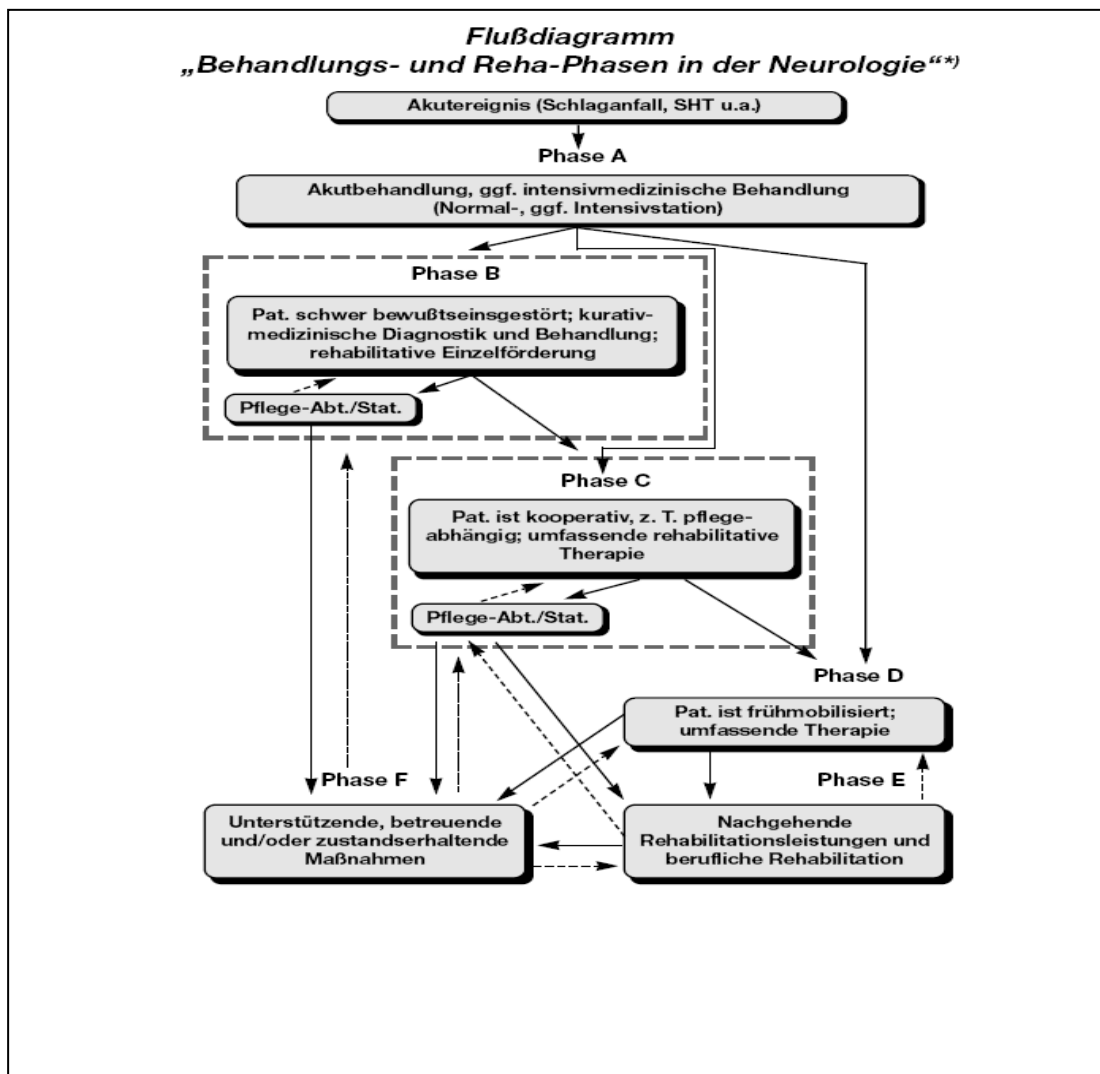 Flußdiagramm
„Behandlungs- und Reha-Phasen in der Neurologie“*)
Akutereignis (Schlaganfall, SHT u.a.)
Phase A
Akutbehandlung, ggf. intensivmedizinische Behandlung
(Normal-, ggf. Intensivstation)
Phase B
Pat. schwer bewußtseinsgestört; kurativ-
medizinische Diagnostik und Behandlung;
rehabilitative Einzelförderung
Pflege-Abt./Stat.
Phase C
Pat. ist kooperativ, z. T. pflege-
abhängig; umfassende rehabilitative
Therapie
Pflege-Abt./Stat.
Phase D
Pat. ist frühmobilisiert;
umfassende Therapie
Phase F
Unterstützende, betreuende
und/oder zustandserhaltende
Maßnahmen
Phase E
Nachgehende
Rehabilitationsleistungen und
berufliche Rehabilitation